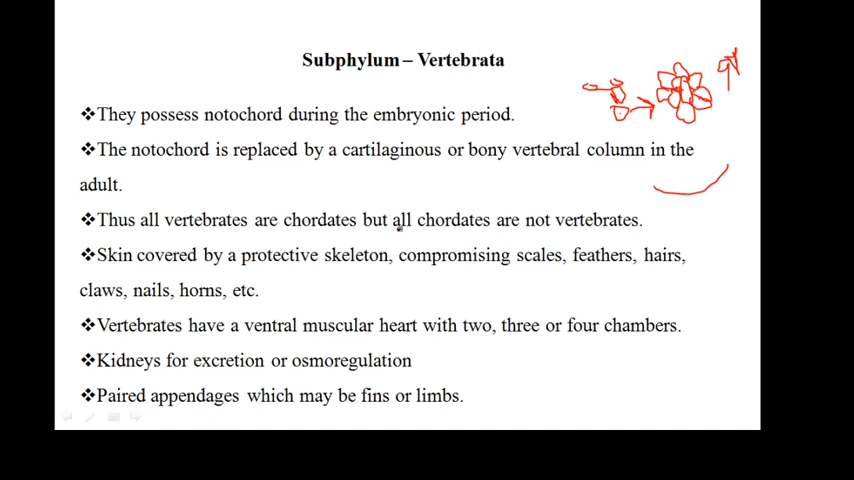 Subphylum – Vertebrata
❖They possess notochord during the embryonic period.
❖The notochord is replaced by a cartilaginous or bony vertebral column in the
adult.
❖Thus all vertebrates are chordates but all chordates are not vertebrates.
❖Skin covered by a protective skeleton, compromising scales, feathers, hairs,
claws, nails, horns, etc.
❖Vertebrates have a ventral muscular heart with two, three or four chambers.
❖Kidneys for excretion or osmoregulation
❖Paired appendages which may be fins or limbs.